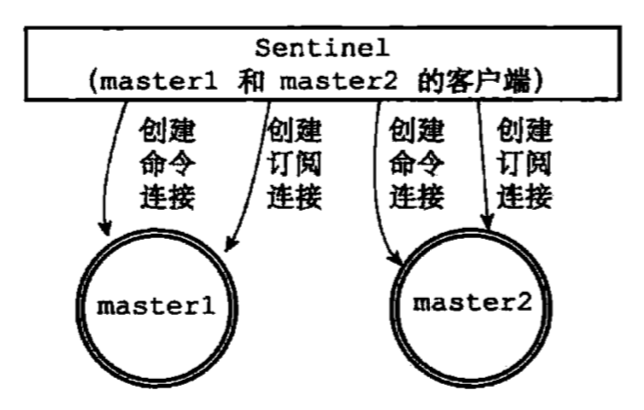 Sentinel
(master1 和 master2 的客户端)
创建
命令
连接
创建
订阅
连接
创建
命令
连接
创建
订阅
连接
master1
master2